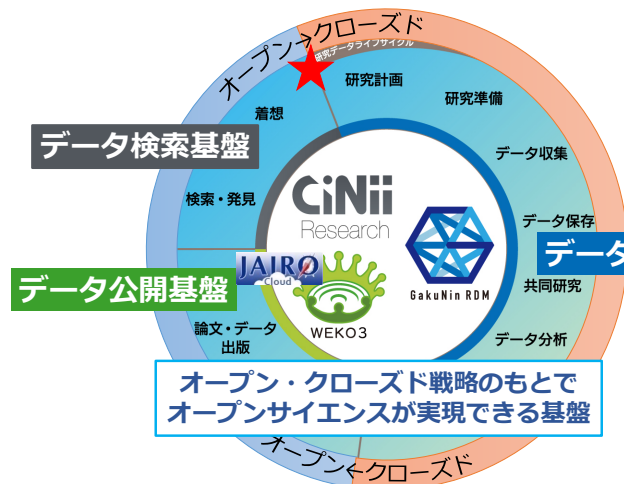 オープン→クローズド
研究データライフサイクル
研究計画
研究準備
着想
データ検索基盤
データ収集
検索・発見
CiNii
Research
データ保存
データ
JAIRO
Cloud
GakuNin RDM
データ公開基盤
共同研究
WEKO3
論文・データ
出版
データ分析
オープン・クローズド戦略のもとで
オープンサイエンスが実現できる基盤
オープン←クローズド